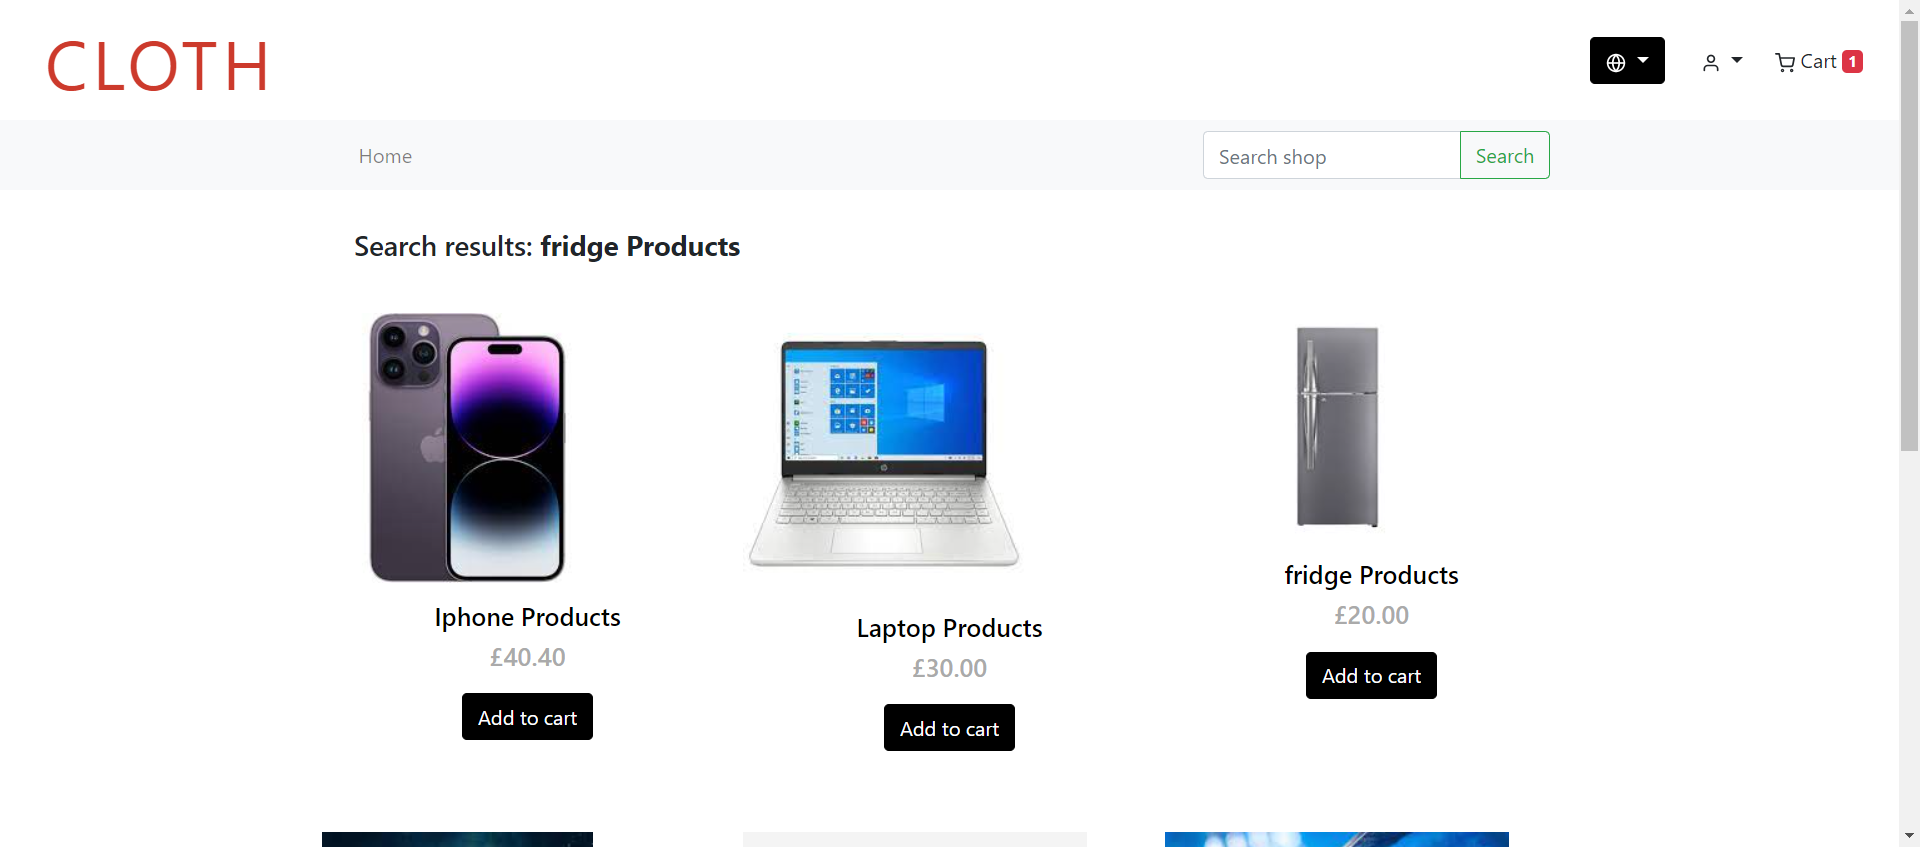 CLOTH
Cart 1
Home
Search shop
Search
Search results: fridge Products
Iphone Products
£40.40
Add to cart
Laptop Products
£30.00
Add to cart
fridge Products
£20.00
Add to cart